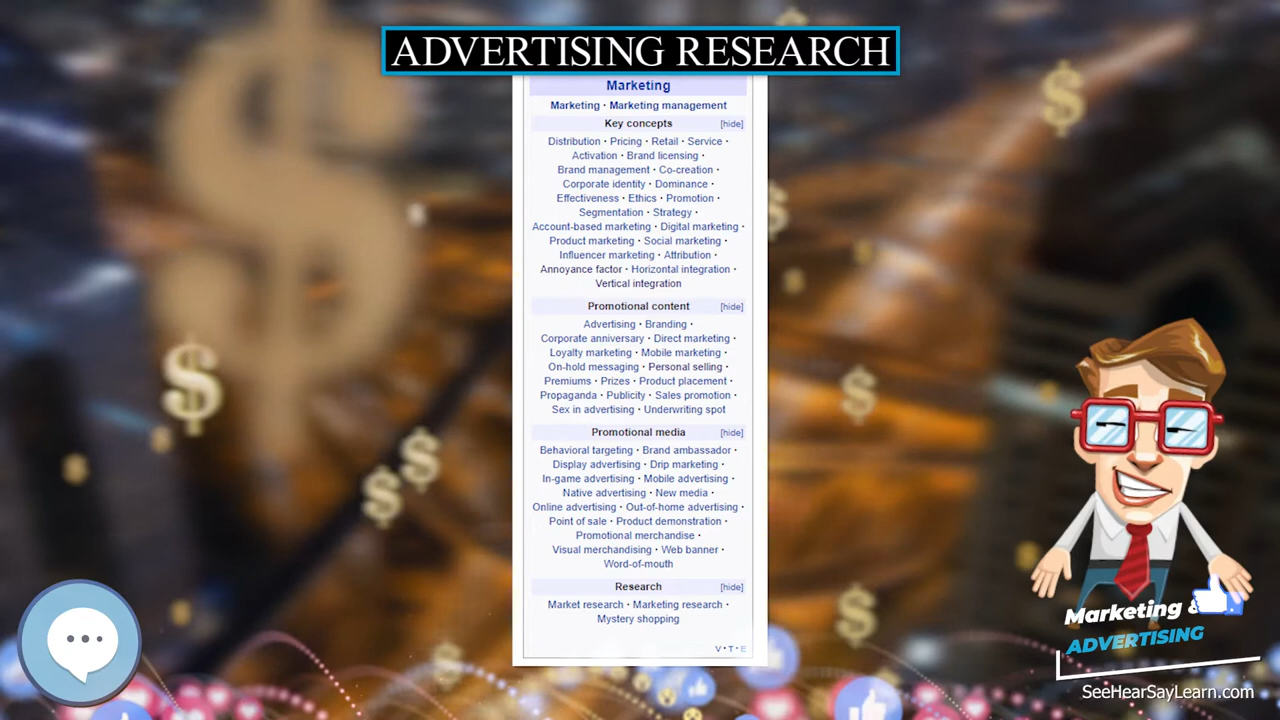 ADVERTISING RESEARCH
Marketing
Marketing · Marketing management
Key concepts [hide]
Distribution · Pricing · Retail · Service ·
Activation · Brand licensing ·
Brand management · Co-creation ·
Corporate identity · Dominance ·
Effectiveness · Ethics · Promotion ·
Segmentation · Strategy ·
Account-based marketing · Digital marketing ·
Product marketing · Social marketing ·
Influencer marketing · Attribution ·
Annoyance factor · Horizontal integration ·
Vertical integration
Promotional content [hide]
Advertising · Branding ·
Corporate anniversary · Direct marketing ·
Loyalty marketing · Mobile marketing ·
On-hold messaging · Personal selling ·
Premiums · Prizes · Product placement ·
Propaganda · Publicity · Sales promotion ·
Sex in advertising · Underwriting spot
Promotional media [hide]
Behavioral targeting · Brand ambassador ·
Display advertising · Drip marketing ·
In-game advertising · Mobile advertising ·
Native advertising · New media ·
Online advertising · Out-of-home advertising ·
Point of sale · Product demonstration ·
Promotional merchandise ·
Visual merchandising · Web banner ·
Word-of-mouth
Research [hide]
Market research · Marketing research ·
Mystery shopping
V · T · E
Marketing &
ADVERTISING
SeeHearSayLearn.com